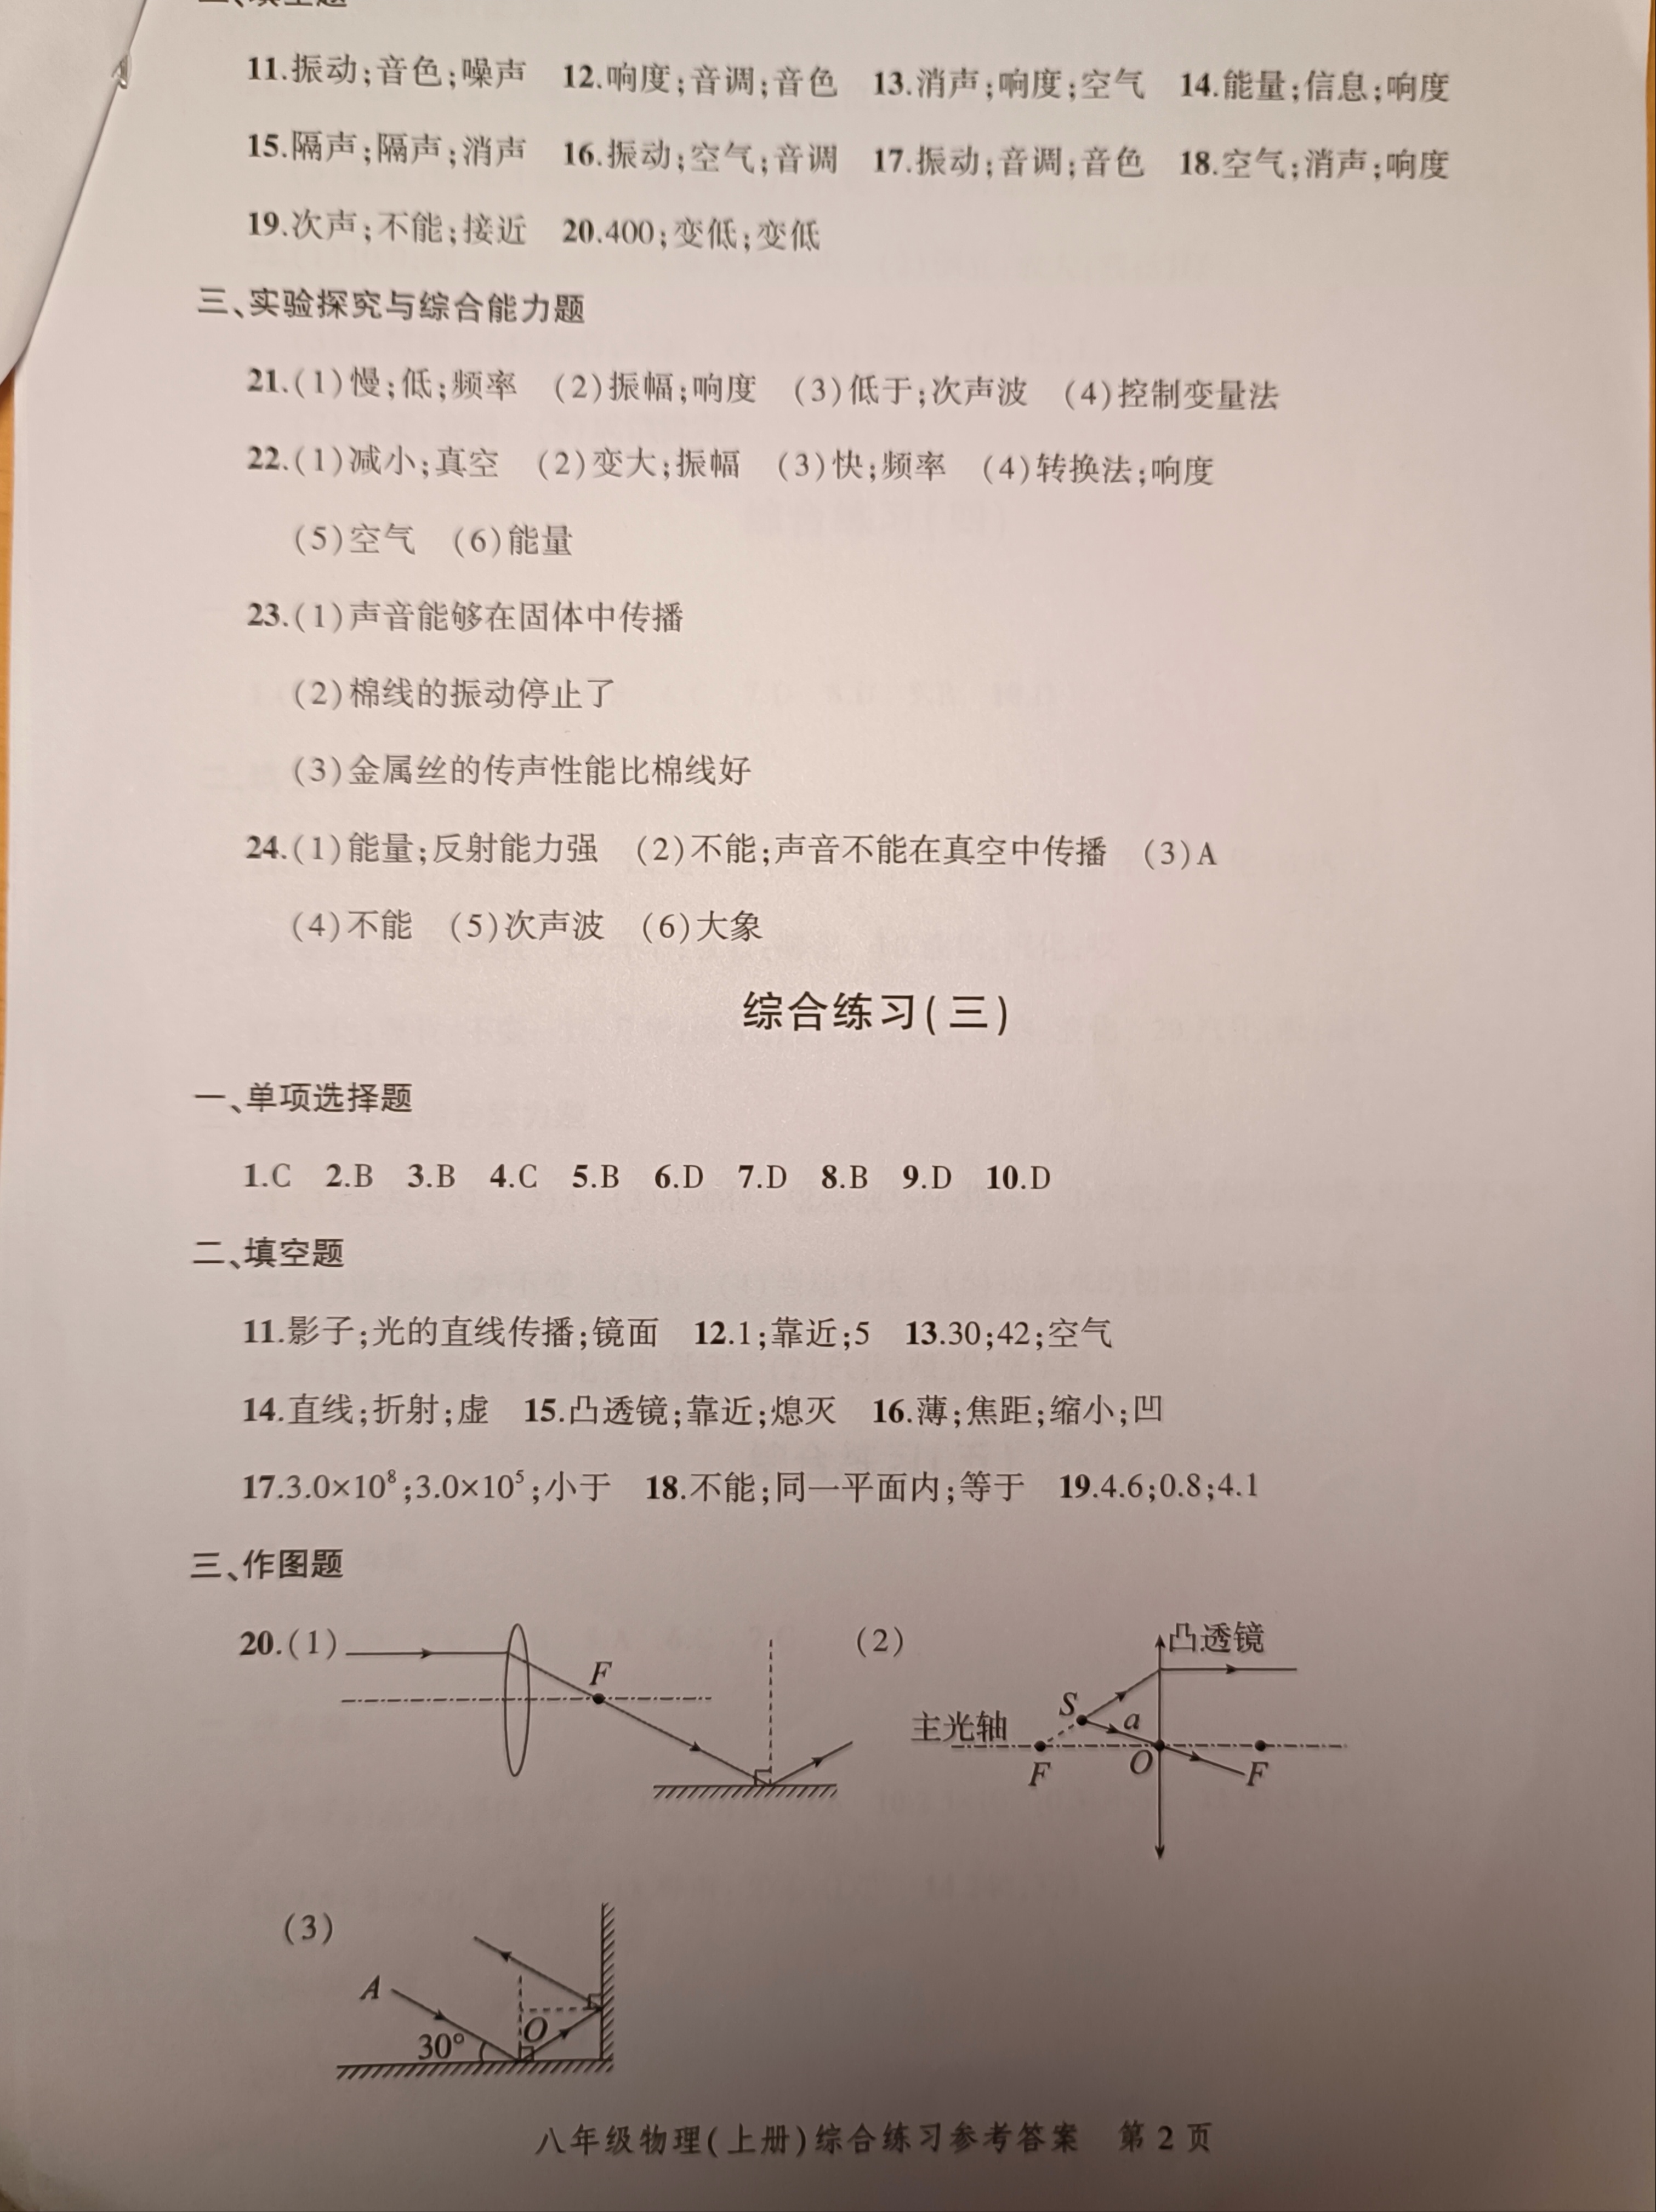 二、填空题
11.振动;音色;噪声 12.响度;音调;音色 13.消声;响度;空气 14.能量;信息;响度
15.隔声;隔声;消声 16.振动;空气;音调 17.振动;音调;音色 18.空气;消声;响度
19.次声;不能;接近 20.400;变低;变低
三、实验探究与综合能力题
21.(1)慢;低;频率 (2)振幅;响度 (3)低于;次声波 (4)控制变量法
22.(1)减小;真空 (2)变大;振幅 (3)快;频率 (4)转换法;响度
(5)空气 (6)能量
23.(1)声音能够在固体中传播
(2)棉线的振动停止了
(3)金属丝的传声性能比棉线好
24.(1)能量;反射能力强 (2)不能;声音不能在真空中传播 (3)A
(4)不能 (5)次声波 (6)大象
综合练习(三)
一、单项选择题
1.C 2.B 3.B 4.C 5.B 6.D 7.D 8.B 9.D 10.D
二、填空题
11.影子;光的直线传播;镜面 12.1;靠近;5 13.30;42;空气
14.直线;折射;虚 15.凸透镜;靠近;熄灭 16.薄;焦距;缩小;凹
17.3.0×10⁸;3.0×10⁵;小于 18.不能;同一平面内;等于 19.4.6;0.8;4.1
三、作图题
20.(1)
F
(2)
凸透镜
S
a
主光轴
F
O
F
(3)
A
30°
O
八年级物理(上册)综合练习参考答案 第2页